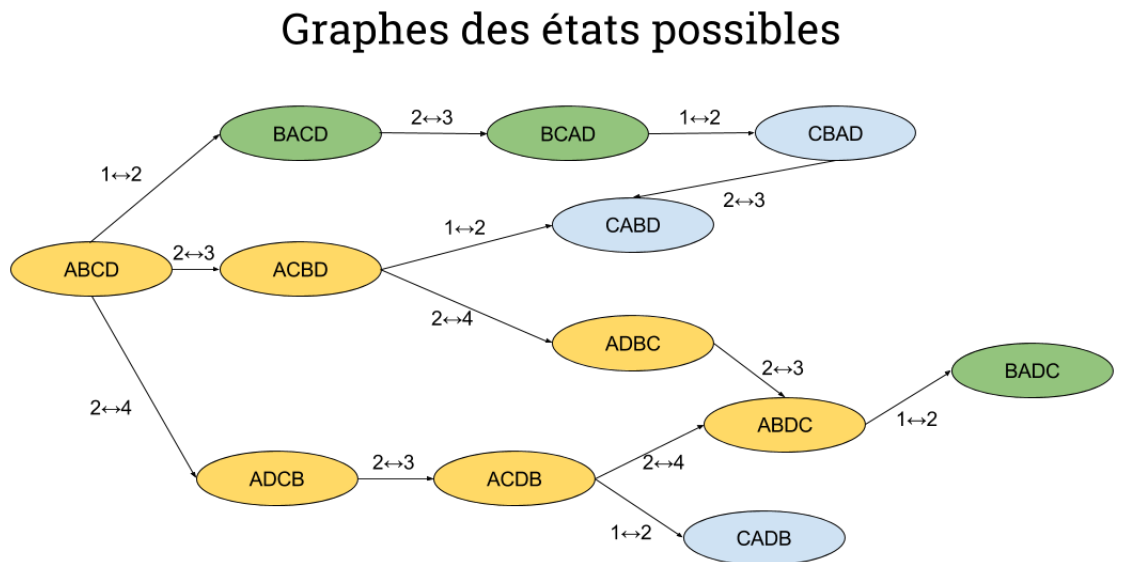 Graphes des états possibles
BACD
2↔3
BCAD
1↔2
CBAD
1↔2
2↔3
1↔2
CABD
ABCD
2↔3
ACBD
2↔4
ADBC
2↔3
BADC
2↔4
ABDC
1↔2
ADCB
2↔3
ACDB
2↔4
1↔2
CADB